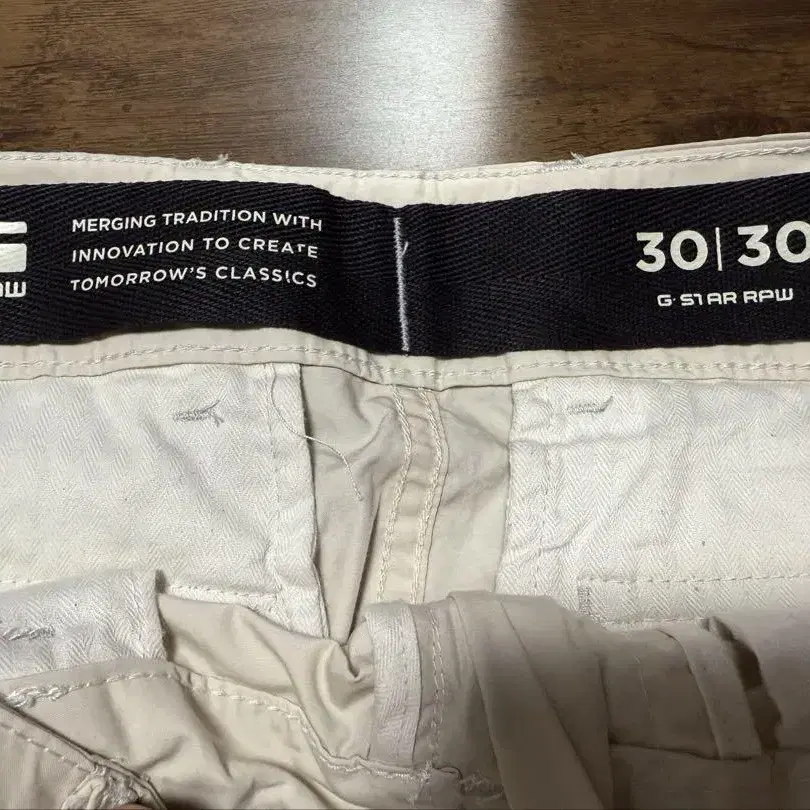 MERGING TRADITION WITH
INNOVATION TO CREATE
TOMORROW'S CLASSICS
30|30
G-STAR RAW